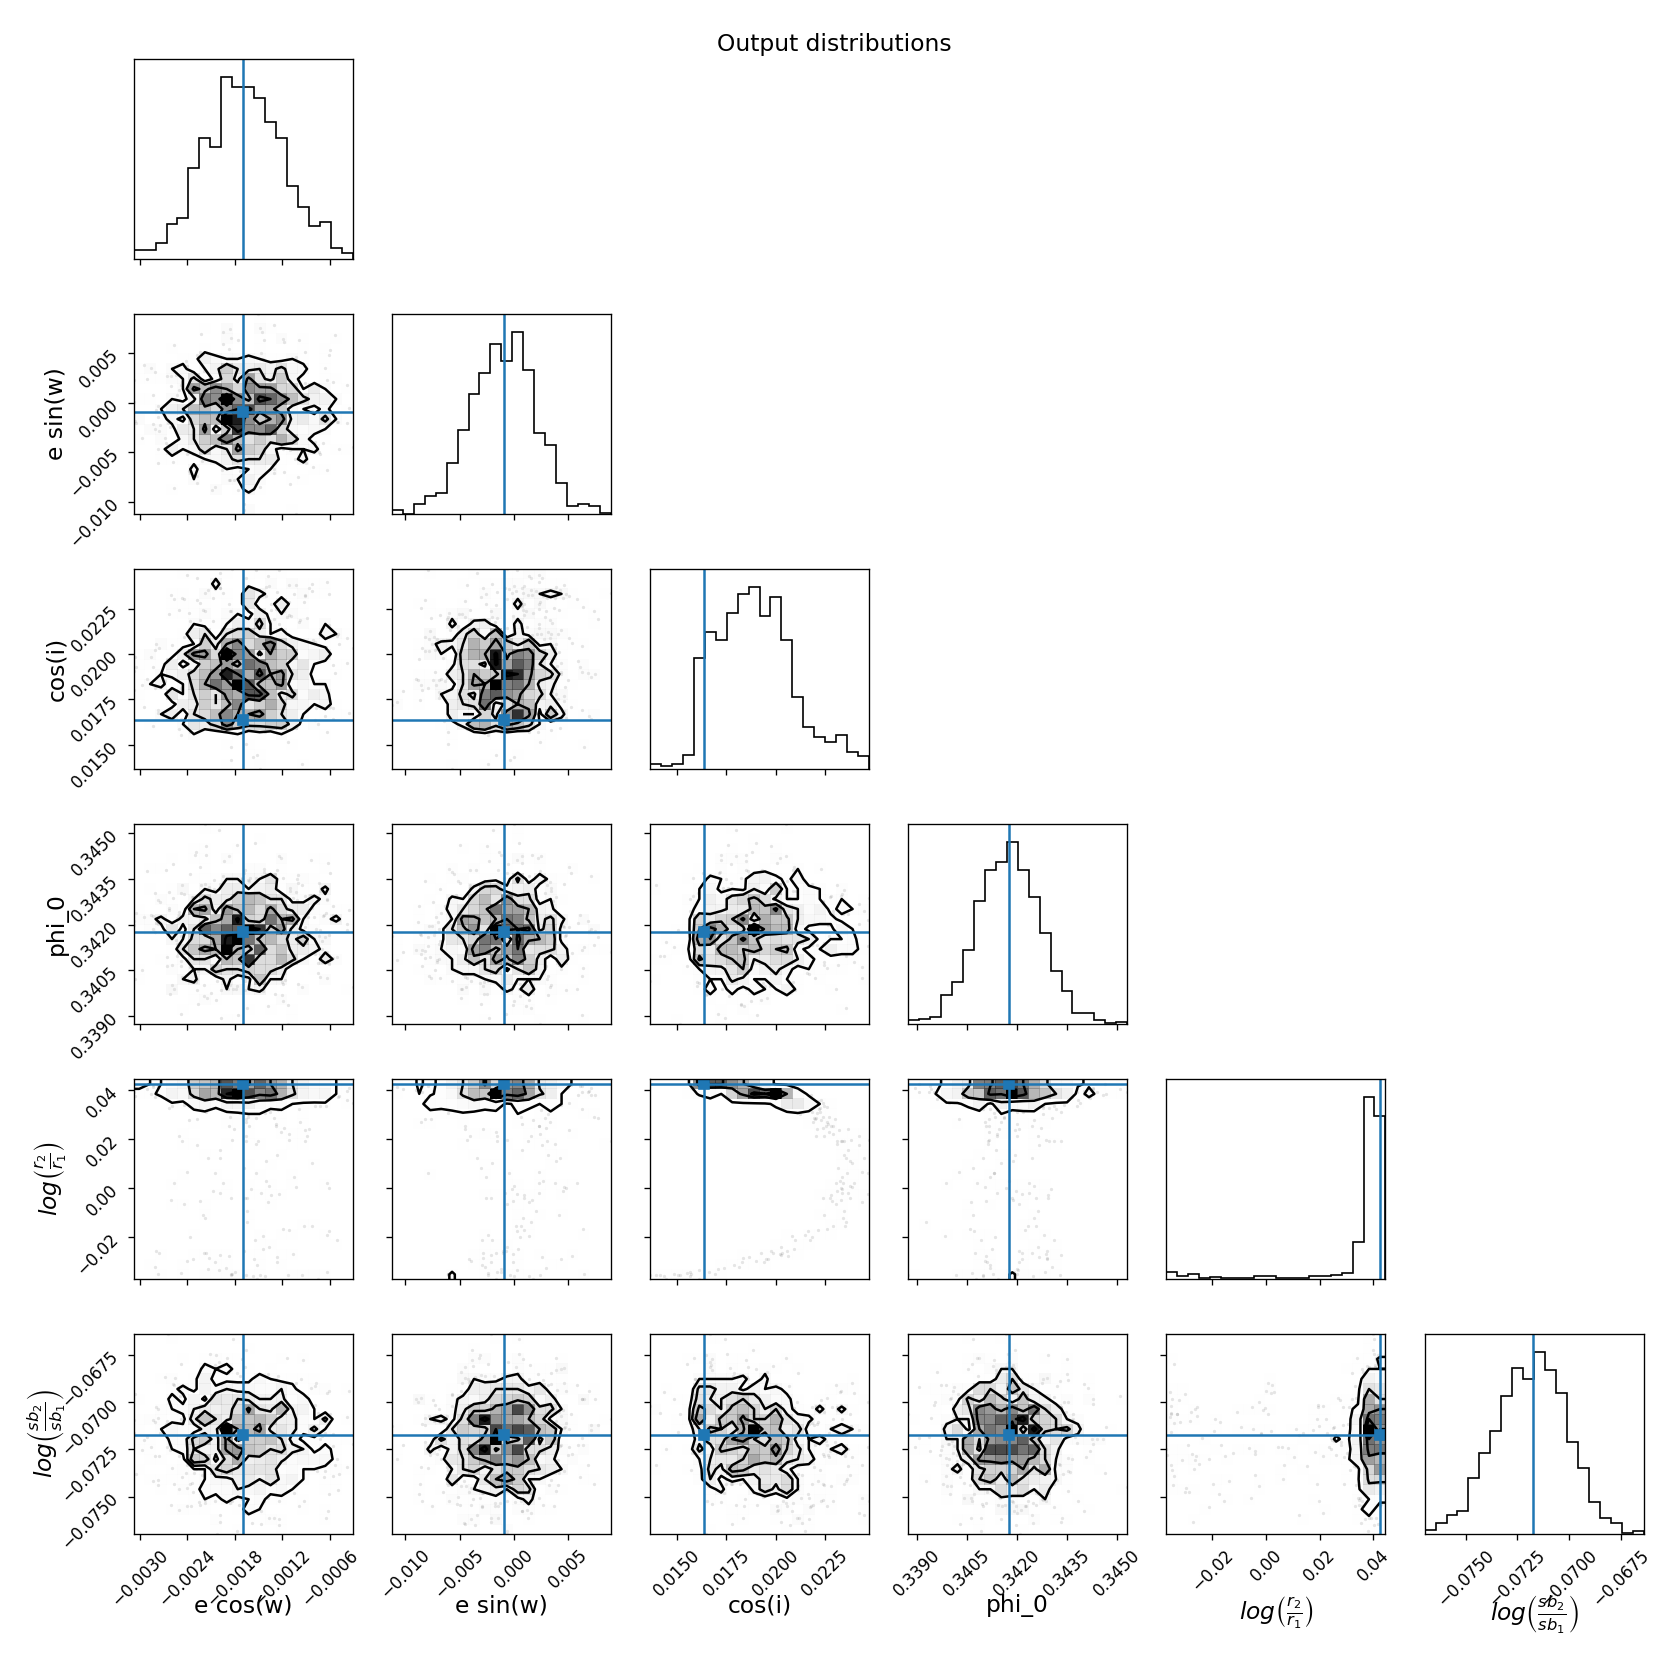 Output distributions
e sin(w)
0.005
0.000
−0.005
−0.010
cos(i)
0.0225
0.0200
0.0175
0.0150
phi_0
0.3450
0.3435
0.3420
0.3405
0.3390
log(r₂/r₁)
0.04
0.02
0.00
−0.02
log(sb₂/sb₁)
−0.0675
−0.0700
−0.0725
−0.0750
−0.0030 −0.0024 −0.0018 −0.0012 −0.0006
e cos(w)
−0.010 −0.005 0.000 0.005
e sin(w)
0.0150 0.0175 0.0200 0.0225
cos(i)
0.3390 0.3405 0.3420 0.3435 0.3450
phi_0
−0.02 0.00 0.02 0.04
log(r₂/r₁)
−0.0750 −0.0725 −0.0700 −0.0675
log(sb₂/sb₁)